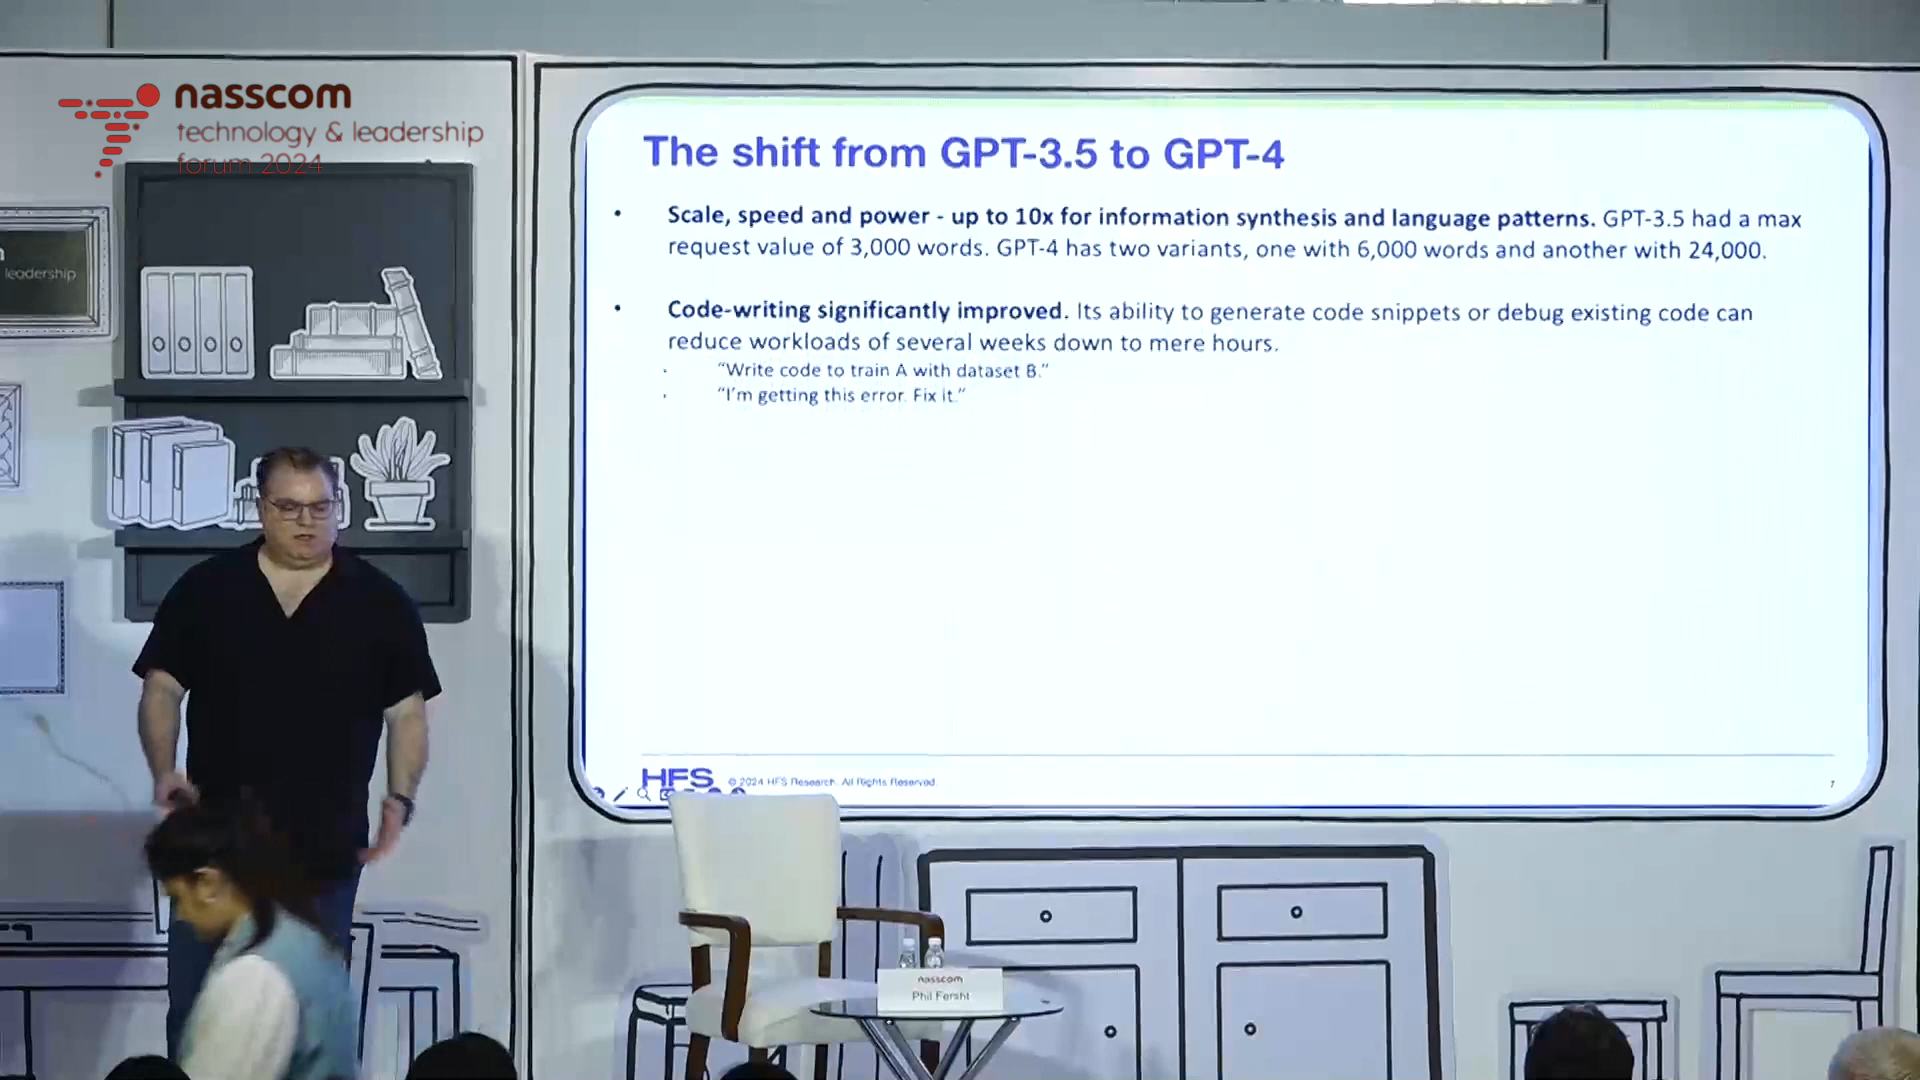 nasscom
technology & leadership
forum 2024
leadership
The shift from GPT-3.5 to GPT-4
• Scale, speed and power - up to 10x for information synthesis and language patterns. GPT-3.5 had a max
request value of 3,000 words. GPT-4 has two variants, one with 6,000 words and another with 24,000.
• Code-writing significantly improved. Its ability to generate code snippets or debug existing code can
reduce workloads of several weeks down to mere hours.
• “Write code to train A with dataset B.”
• “I’m getting this error. Fix it.”
HFS © 2024 HFS Research. All Rights Reserved.
7
nasscom
Phil Fersht